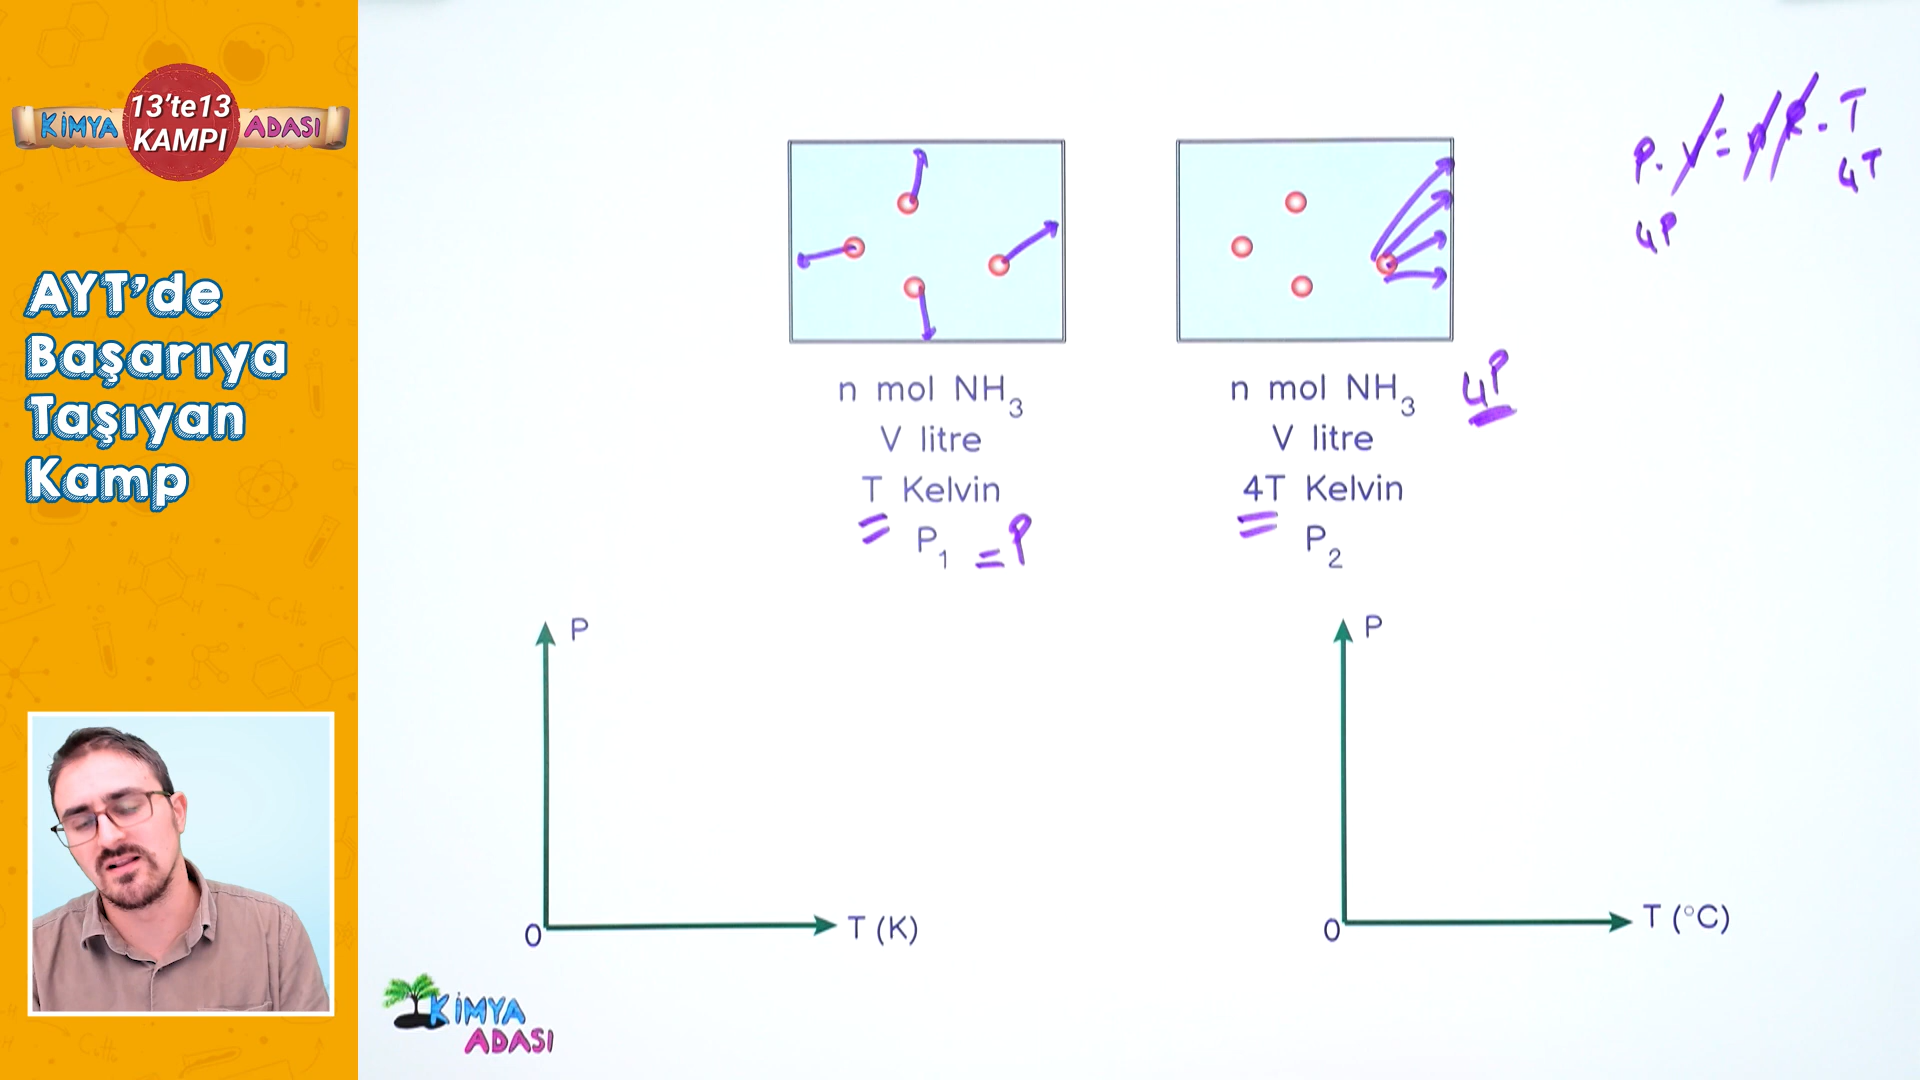 13'te13
KİMYA KAMPI ADASI
AYT'de
Başarıya
Taşıyan
Kamp
P. V = n R . T
4P 4T
n mol NH₃
V litre
T Kelvin
P₁ = P
n mol NH₃ 4P
V litre
4T Kelvin
P₂
P
0 T (K)
P
0 T (°C)
KİMYA
ADASI